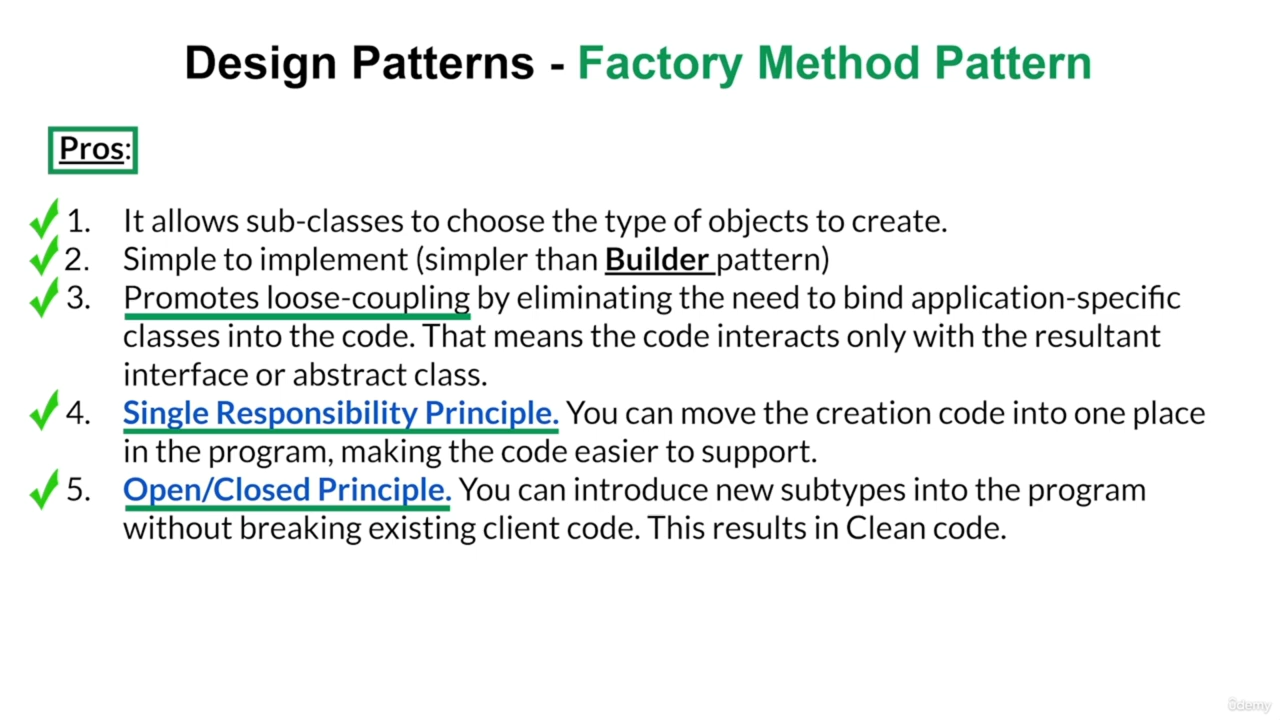 Design Patterns - Factory Method Pattern
Pros:
1. It allows sub-classes to choose the type of objects to create.
2. Simple to implement (simpler than Builder pattern)
3. Promotes loose-coupling by eliminating the need to bind application-specific
classes into the code. That means the code interacts only with the resultant
interface or abstract class.
4. Single Responsibility Principle. You can move the creation code into one place
in the program, making the code easier to support.
5. Open/Closed Principle. You can introduce new subtypes into the program
without breaking existing client code. This results in Clean code.
ûdemy